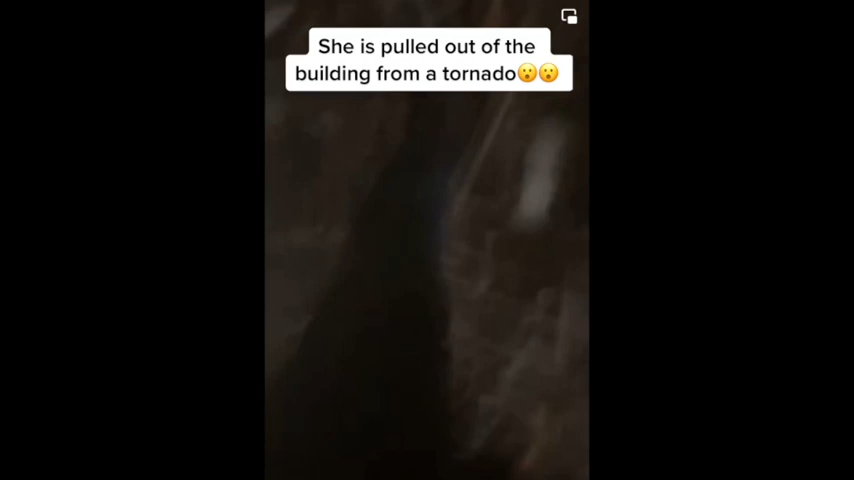 She is pulled out of the
building from a tornado😮😮